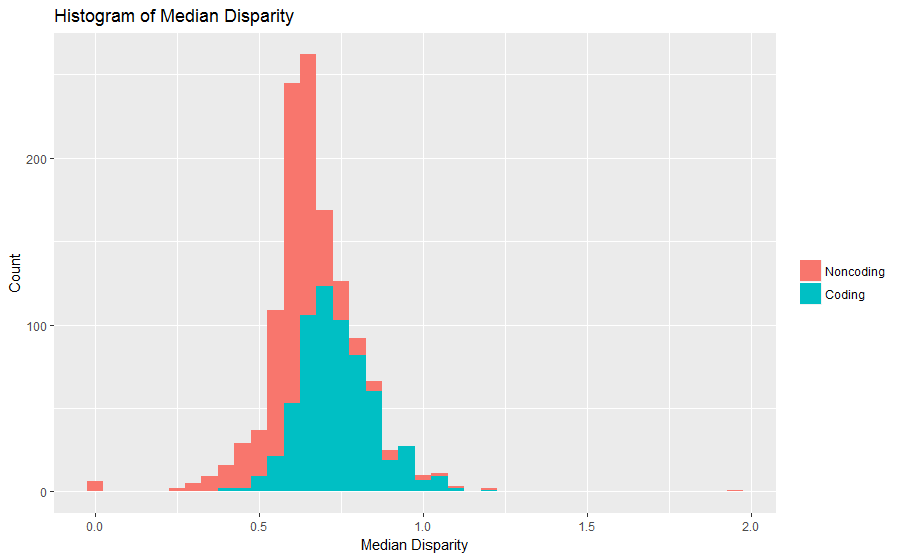 Histogram of Median Disparity
Count
200
100
0
0.0
0.5
1.0
1.5
2.0
Median Disparity
Noncoding
Coding